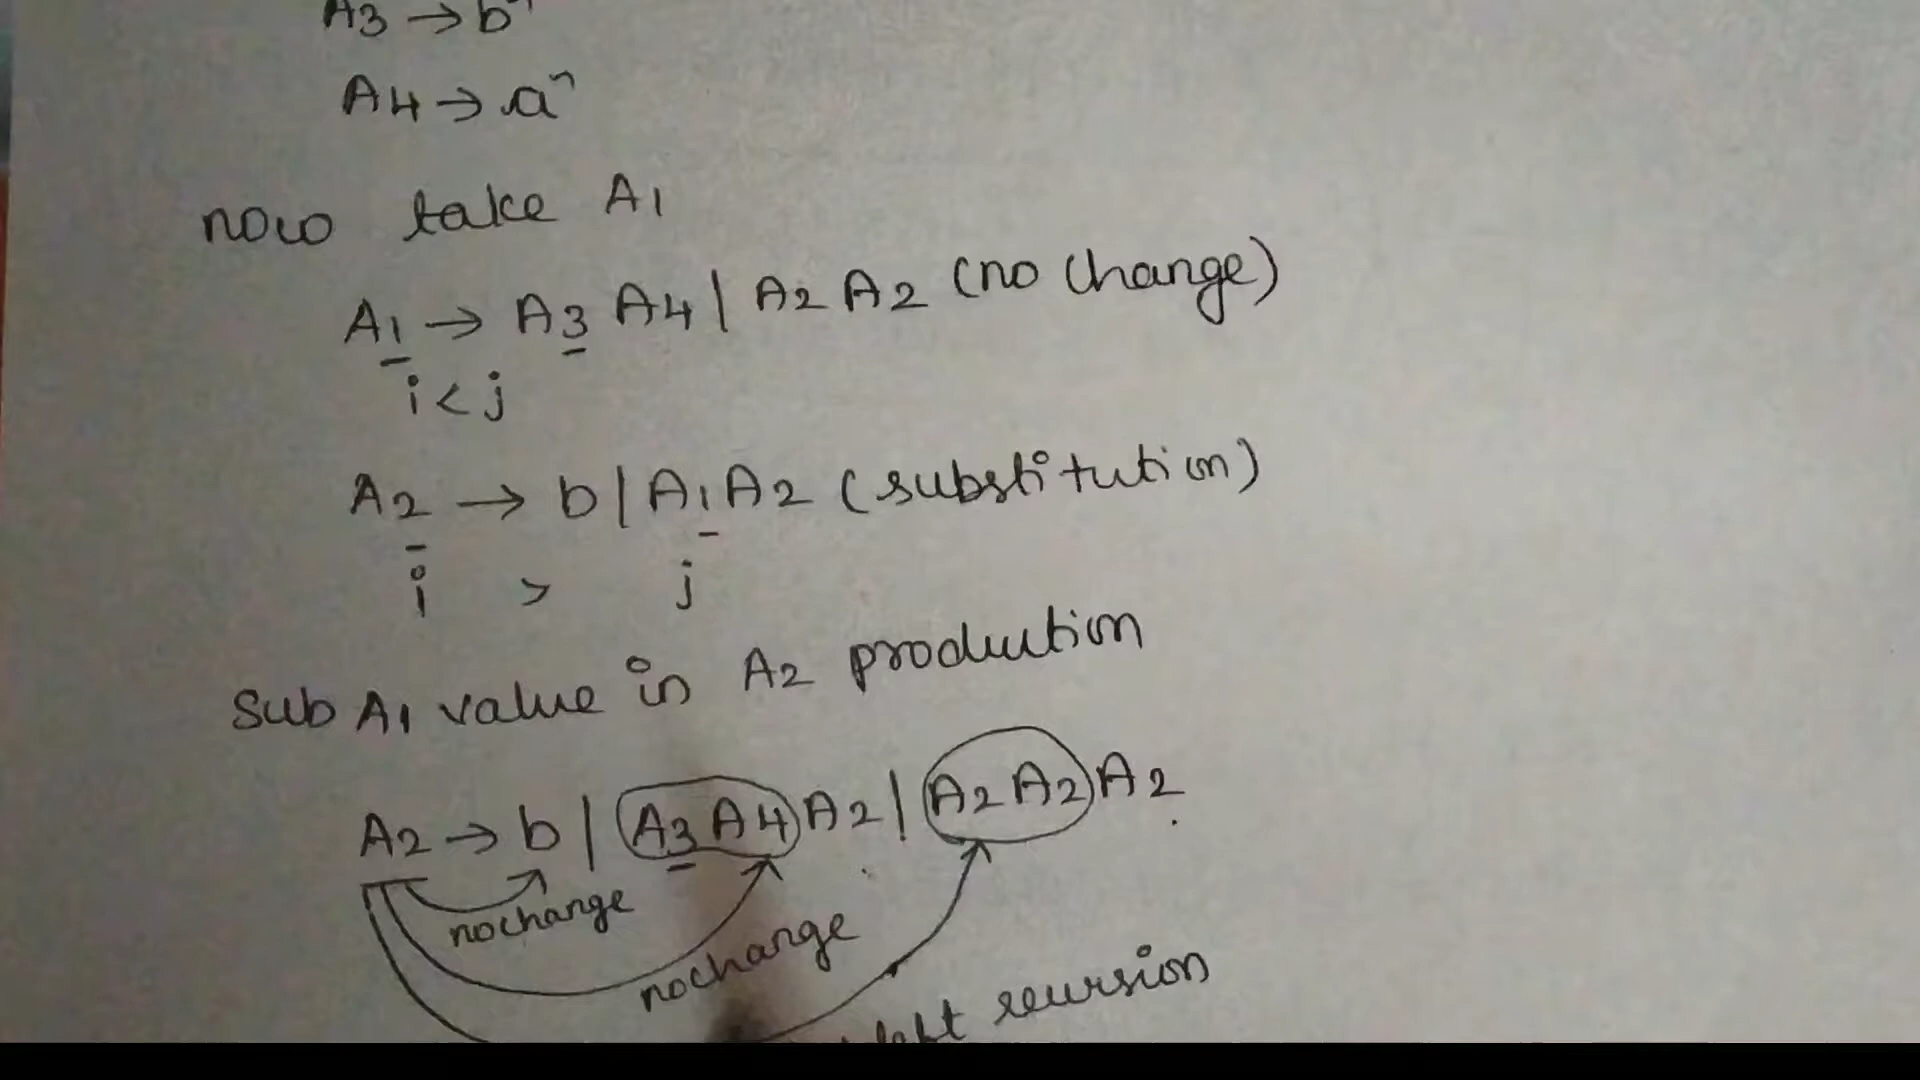 A3 → b
A4 → a
now take A1
A1 → A3 A4 | A2 A2 (no change)
i < j
A2 → b | A1 A2 (substitution)
i > j
Sub A1 value in A2 production
A2 → b | A3 A4 A2 | A2 A2 A2
nochange
nochange
left recursion